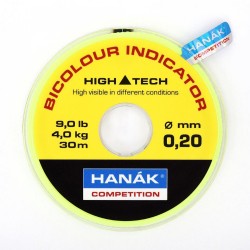 HANÁK
COMPETITION
BICOLOUR INDICATOR
HIGH TECH
High visible in different conditions
9,0 lb
4,0 kg
30m
Ø mm
0,20
HANÁK
COMPETITION